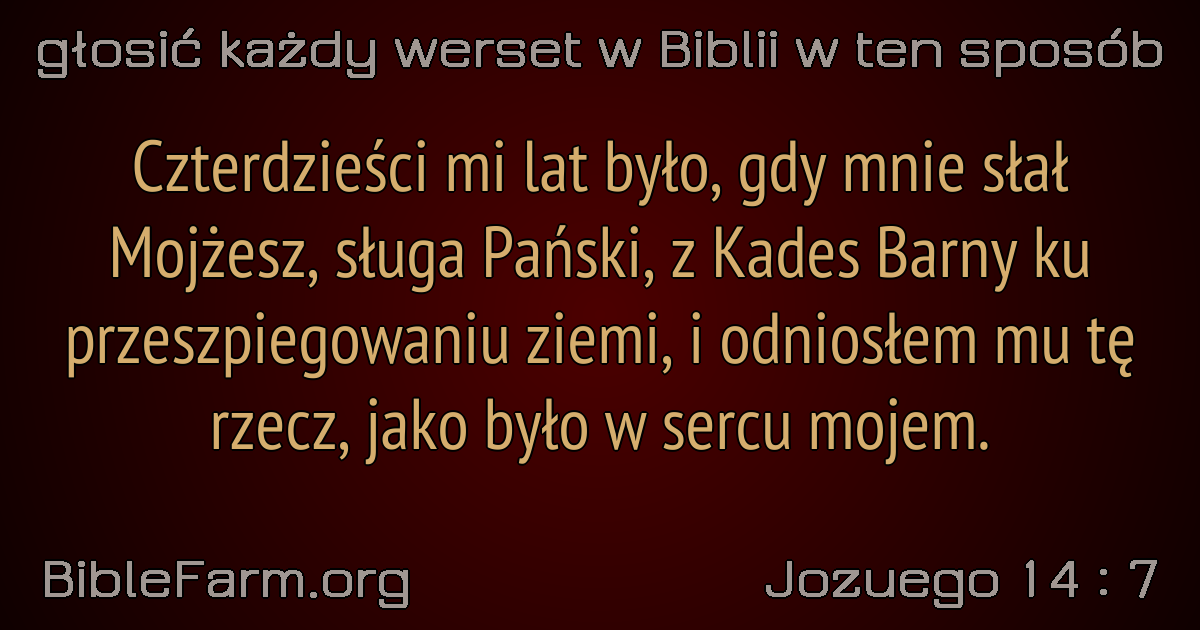 głosić każdy werset w Biblii w ten sposób
Czterdzieści mi lat było, gdy mnie słał
Mojżesz, sługa Pański, z Kades Barny ku
przeszpiegowaniu ziemi, i odniosłem mu tę
rzecz, jako było w sercu mojem.
BibleFarm.org
Jozuego 14 : 7